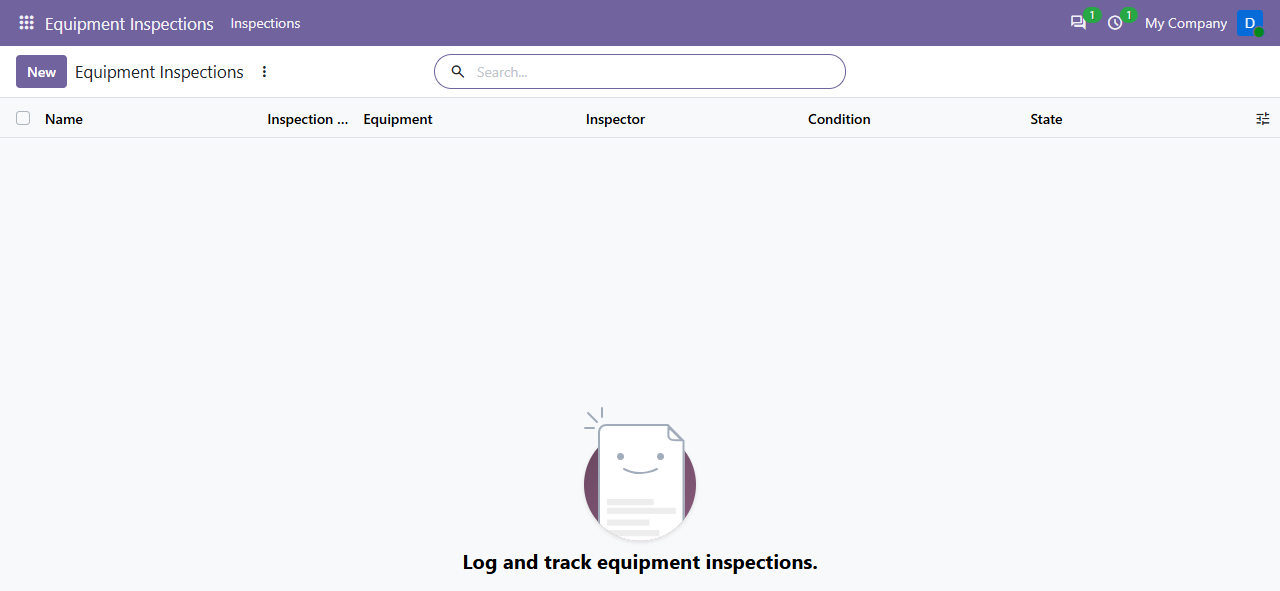 Equipment Inspections Inspections 1 1 My Company D
New Equipment Inspections Search...
Name Inspection ... Equipment Inspector Condition State
Log and track equipment inspections.